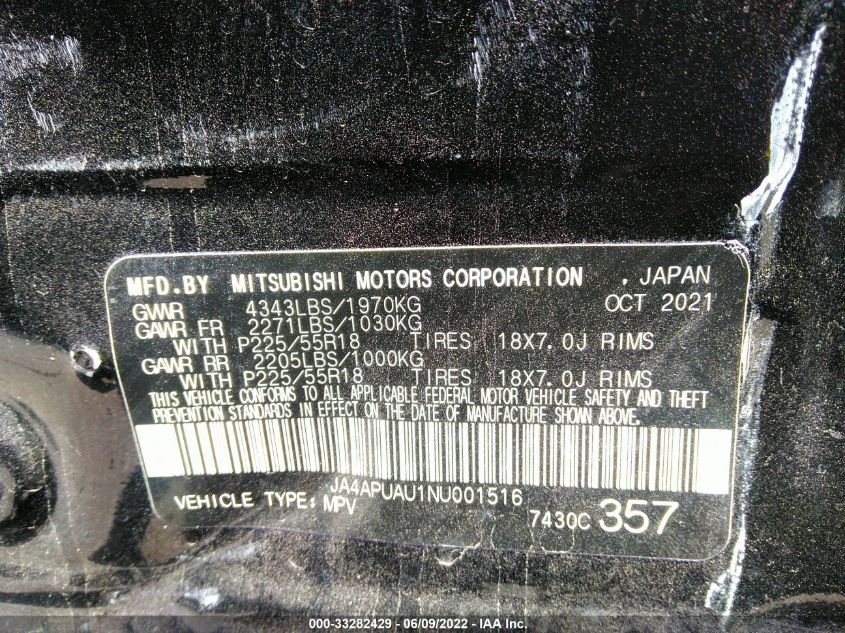 MFD.BY MITSUBISHI MOTORS CORPORATION . JAPAN
GVWR 4343LBS/1970KG OCT 2021
GAWR FR 2271LBS/1030KG
WITH P225/55R18 TIRES 18X7.0J RIMS
GAWR RR 2205LBS/1000KG
WITH P225/55R18 TIRES 18X7.0J RIMS
THIS VEHICLE CONFORMS TO ALL APPLICABLE FEDERAL MOTOR VEHICLE SAFETY AND THEFT
PREVENTION STANDARDS IN EFFECT ON THE DATE OF MANUFACTURE SHOWN ABOVE.
JA4APUAU1NU001516
VEHICLE TYPE: MPV 7430C 357
000-33282429 - 06/09/2022 - IAA Inc.